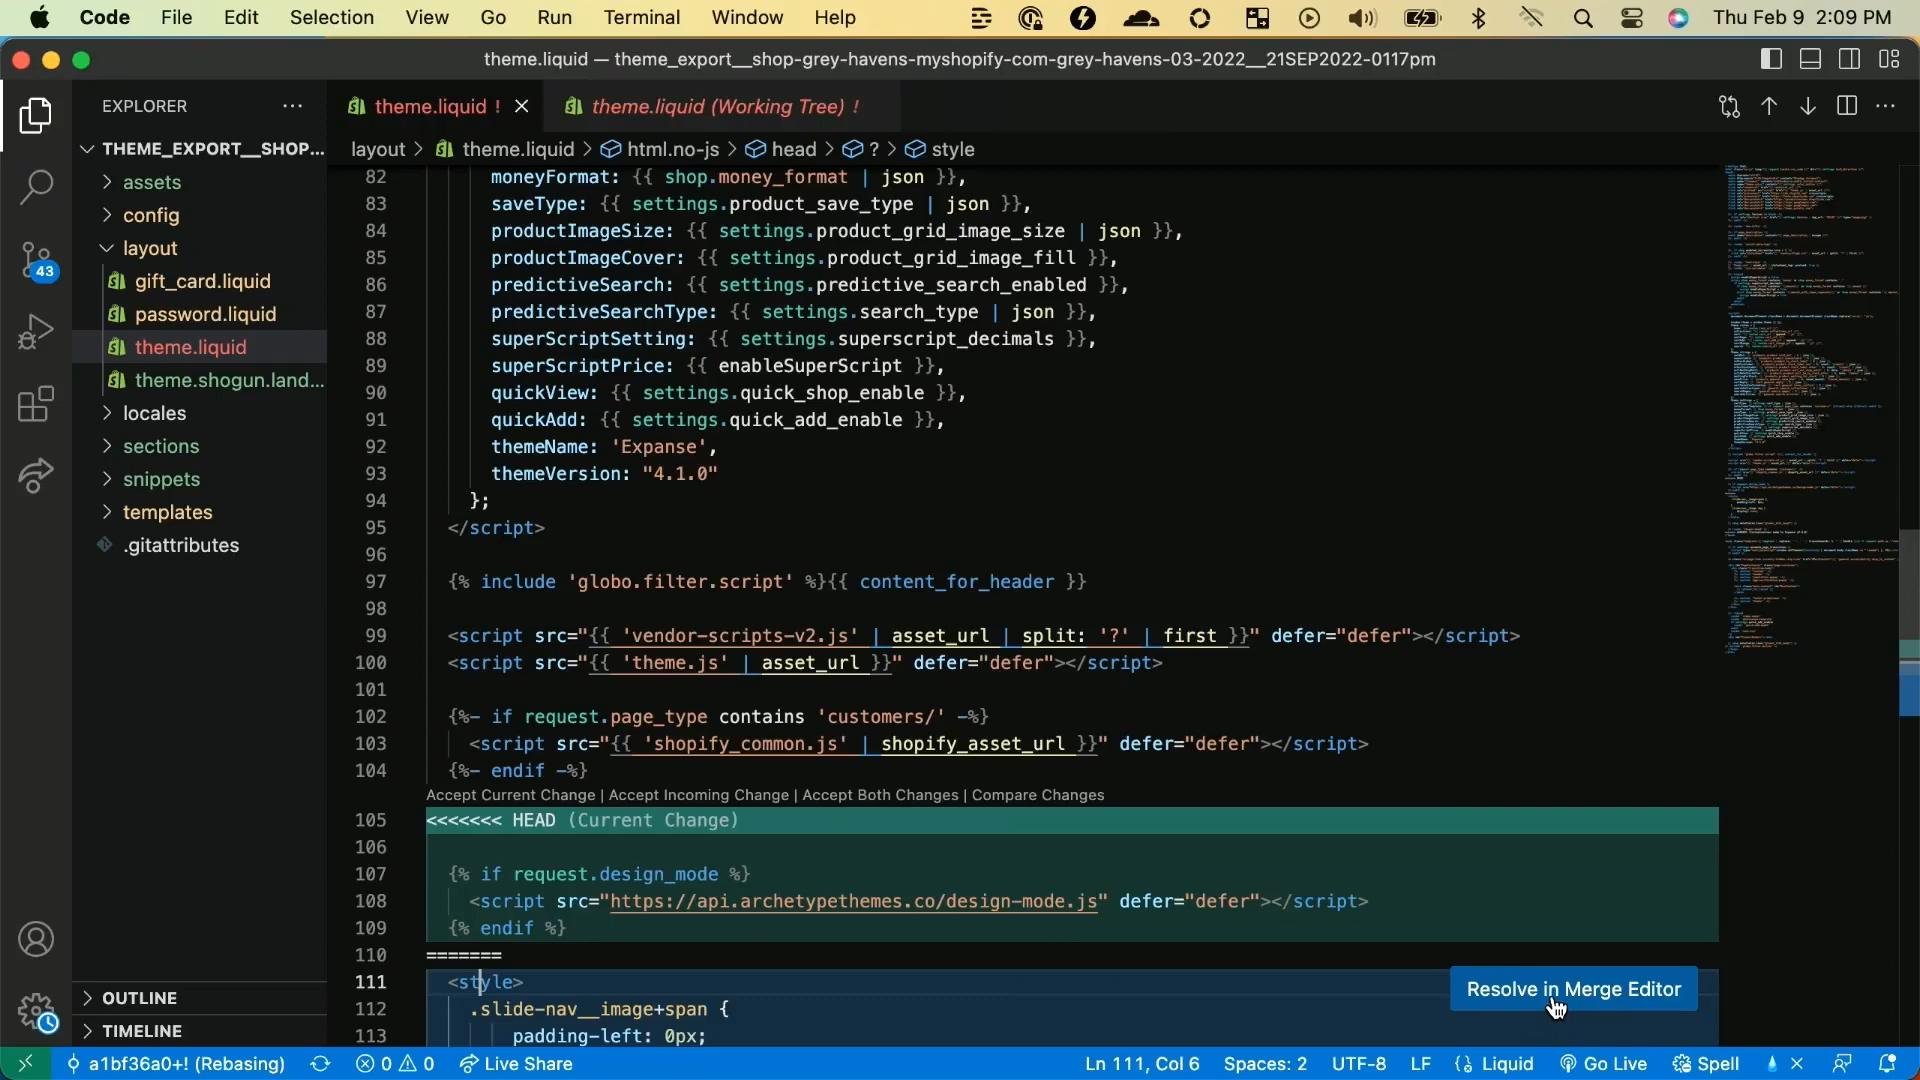 Code File Edit Selection View Go Run Terminal Window Help Thu Feb 9 2:09 PM
theme.liquid — theme_export__shop-grey-havens-myshopify-com-grey-havens-03-2022__21SEP2022-0117pm
EXPLORER ...
theme.liquid !
theme.liquid (Working Tree) !
THEME_EXPORT__SHOP...
assets
config
layout
gift_card.liquid
password.liquid
theme.liquid
theme.shogun.land...
locales
sections
snippets
templates
.gitattributes
OUTLINE
TIMELINE
43
layout > theme.liquid > html.no-js > head > ? > style
82 moneyFormat: {{ shop.money_format | json }},
83 saveType: {{ settings.product_save_type | json }},
84 productImageSize: {{ settings.product_grid_image_size | json }},
85 productImageCover: {{ settings.product_grid_image_fill }},
86 predictiveSearch: {{ settings.predictive_search_enabled }},
87 predictiveSearchType: {{ settings.search_type | json }},
88 superScriptSetting: {{ settings.superscript_decimals }},
89 superScriptPrice: {{ enableSuperScript }},
90 quickView: {{ settings.quick_shop_enable }},
91 quickAdd: {{ settings.quick_add_enable }},
92 themeName: 'Expanse',
93 themeVersion: "4.1.0"
94 };
95 </script>
96
97 {% include 'globo.filter.script' %}{{ content_for_header }}
98
99 <script src="{{ 'vendor-scripts-v2.js' | asset_url | split: '?' | first }}" defer="defer"></script>
100 <script src="{{ 'theme.js' | asset_url }}" defer="defer"></script>
101
102 {%- if request.page_type contains 'customers/' -%}
103 <script src="{{ 'shopify_common.js' | shopify_asset_url }}" defer="defer"></script>
104 {%- endif -%}
Accept Current Change | Accept Incoming Change | Accept Both Changes | Compare Changes
105 <<<<<<< HEAD (Current Change)
106
107 {% if request.design_mode %}
108 <script src="https://api.archetypethemes.co/design-mode.js" defer="defer"></script>
109 {% endif %}
110 =======
111 <style>
112 .slide-nav__image+span {
113 padding-left: 0px;
Resolve in Merge Editor
a1bf36a0+! (Rebasing) 0 0 Live Share Ln 111, Col 6 Spaces: 2 UTF-8 LF {} Liquid Go Live Spell